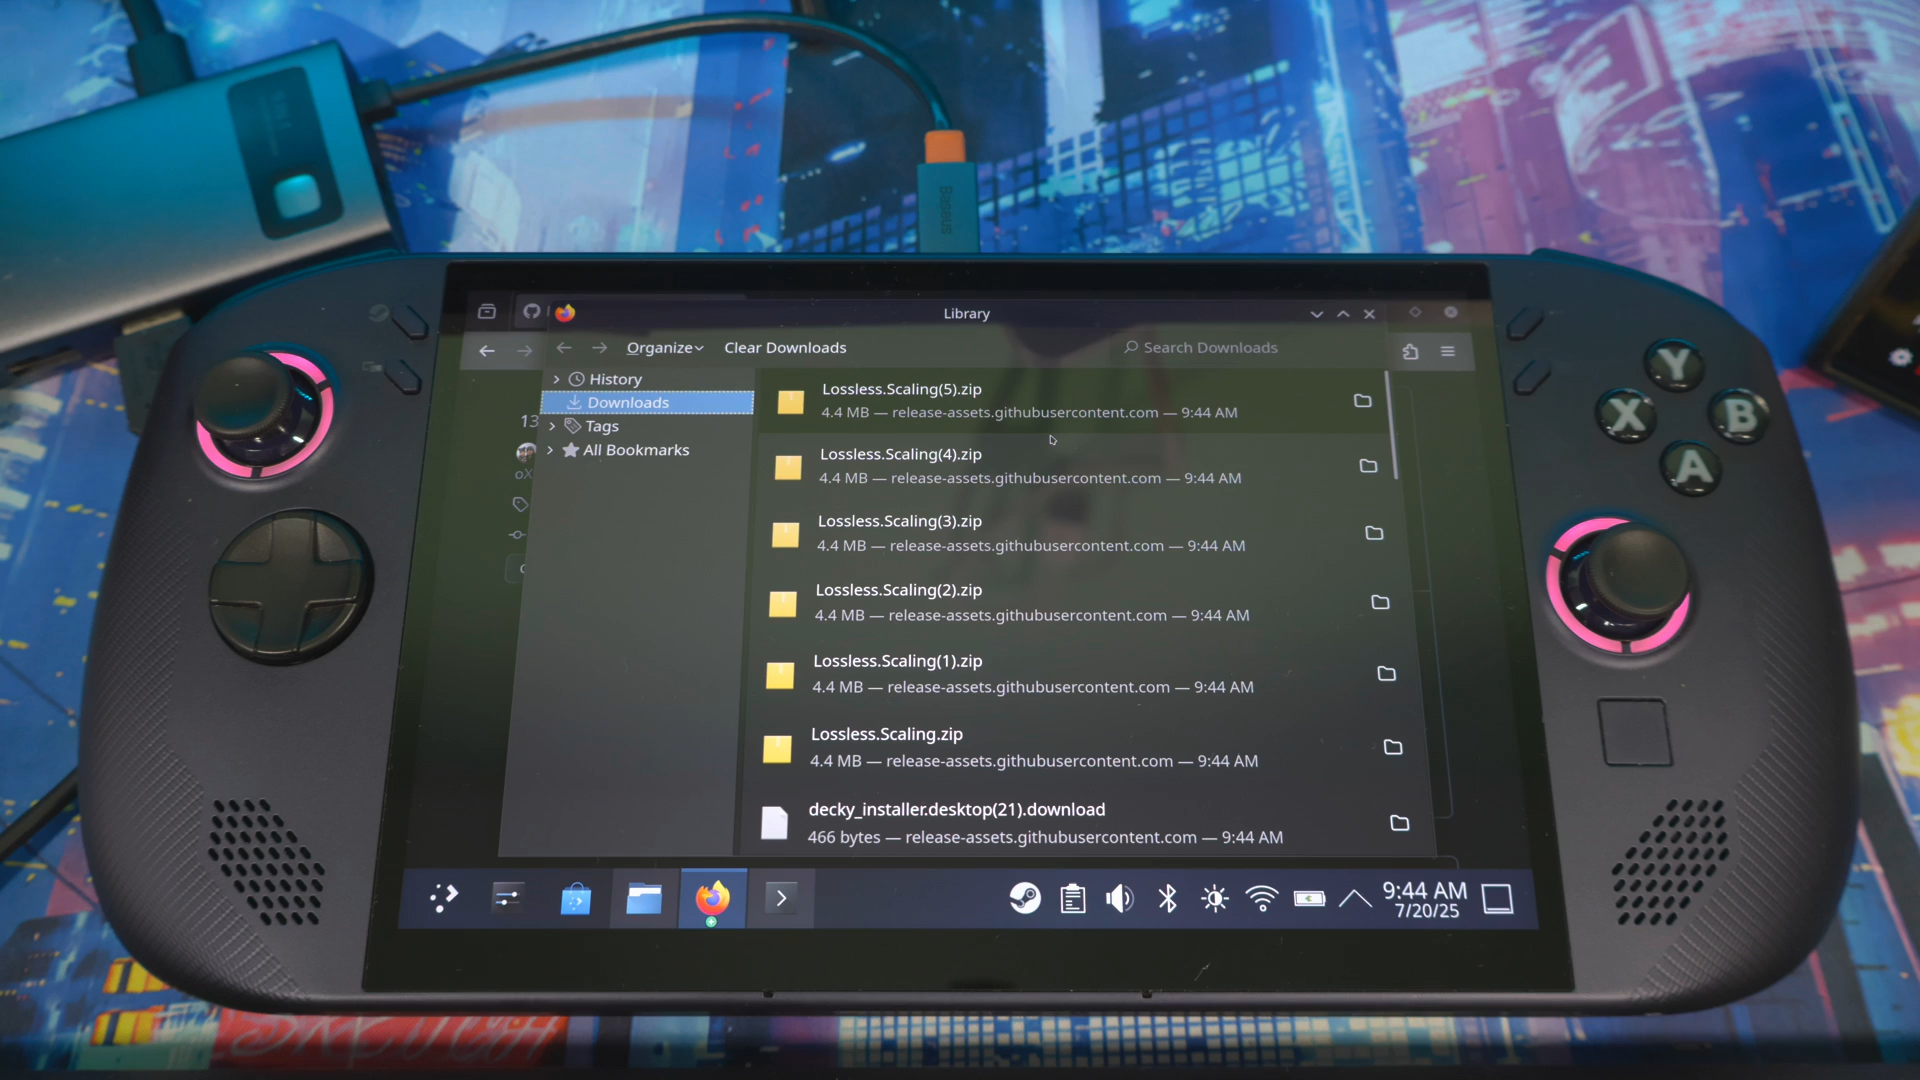 Baseus
Library
Organize
Clear Downloads
Search Downloads
History
Downloads
Tags
All Bookmarks
13
oX
Lossless.Scaling(5).zip
4.4 MB — release-assets.githubusercontent.com — 9:44 AM
Lossless.Scaling(4).zip
4.4 MB — release-assets.githubusercontent.com — 9:44 AM
Lossless.Scaling(3).zip
4.4 MB — release-assets.githubusercontent.com — 9:44 AM
Lossless.Scaling(2).zip
4.4 MB — release-assets.githubusercontent.com — 9:44 AM
Lossless.Scaling(1).zip
4.4 MB — release-assets.githubusercontent.com — 9:44 AM
Lossless.Scaling.zip
4.4 MB — release-assets.githubusercontent.com — 9:44 AM
decky_installer.desktop(21).download
466 bytes — release-assets.githubusercontent.com — 9:44 AM
9:44 AM
7/20/25
Y
X
B
A